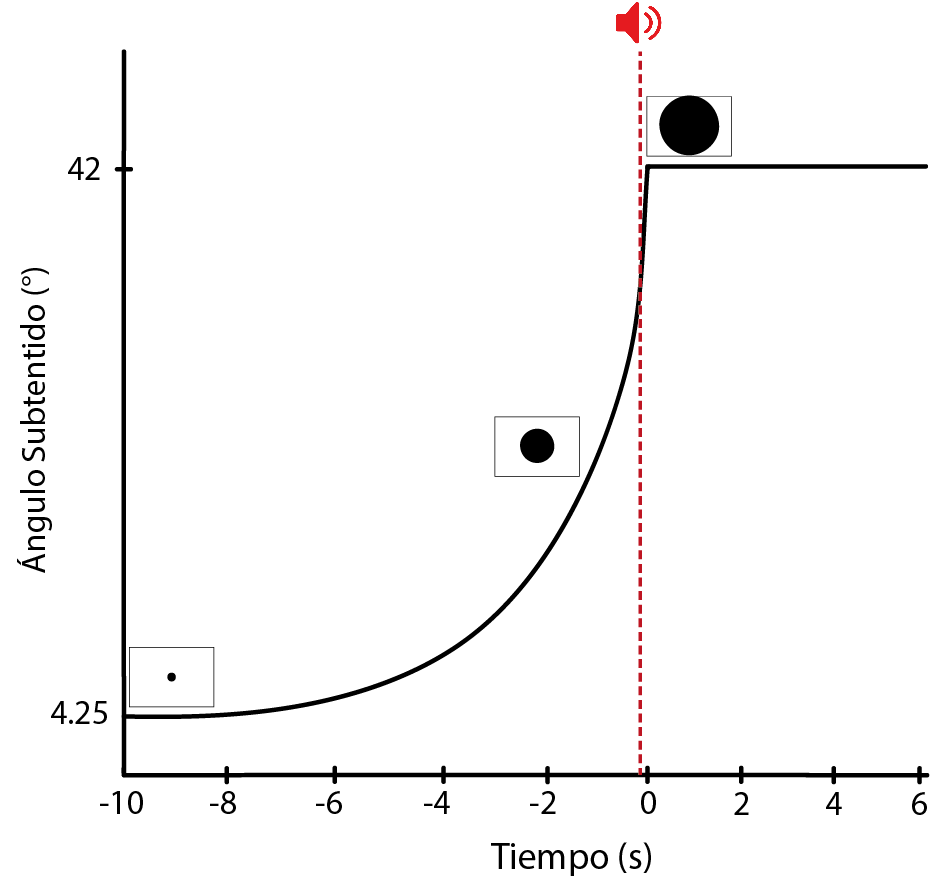 42
Ángulo Subtentido (°)
4.25
-10 -8 -6 -4 -2 0 2 4 6
Tiempo (s)